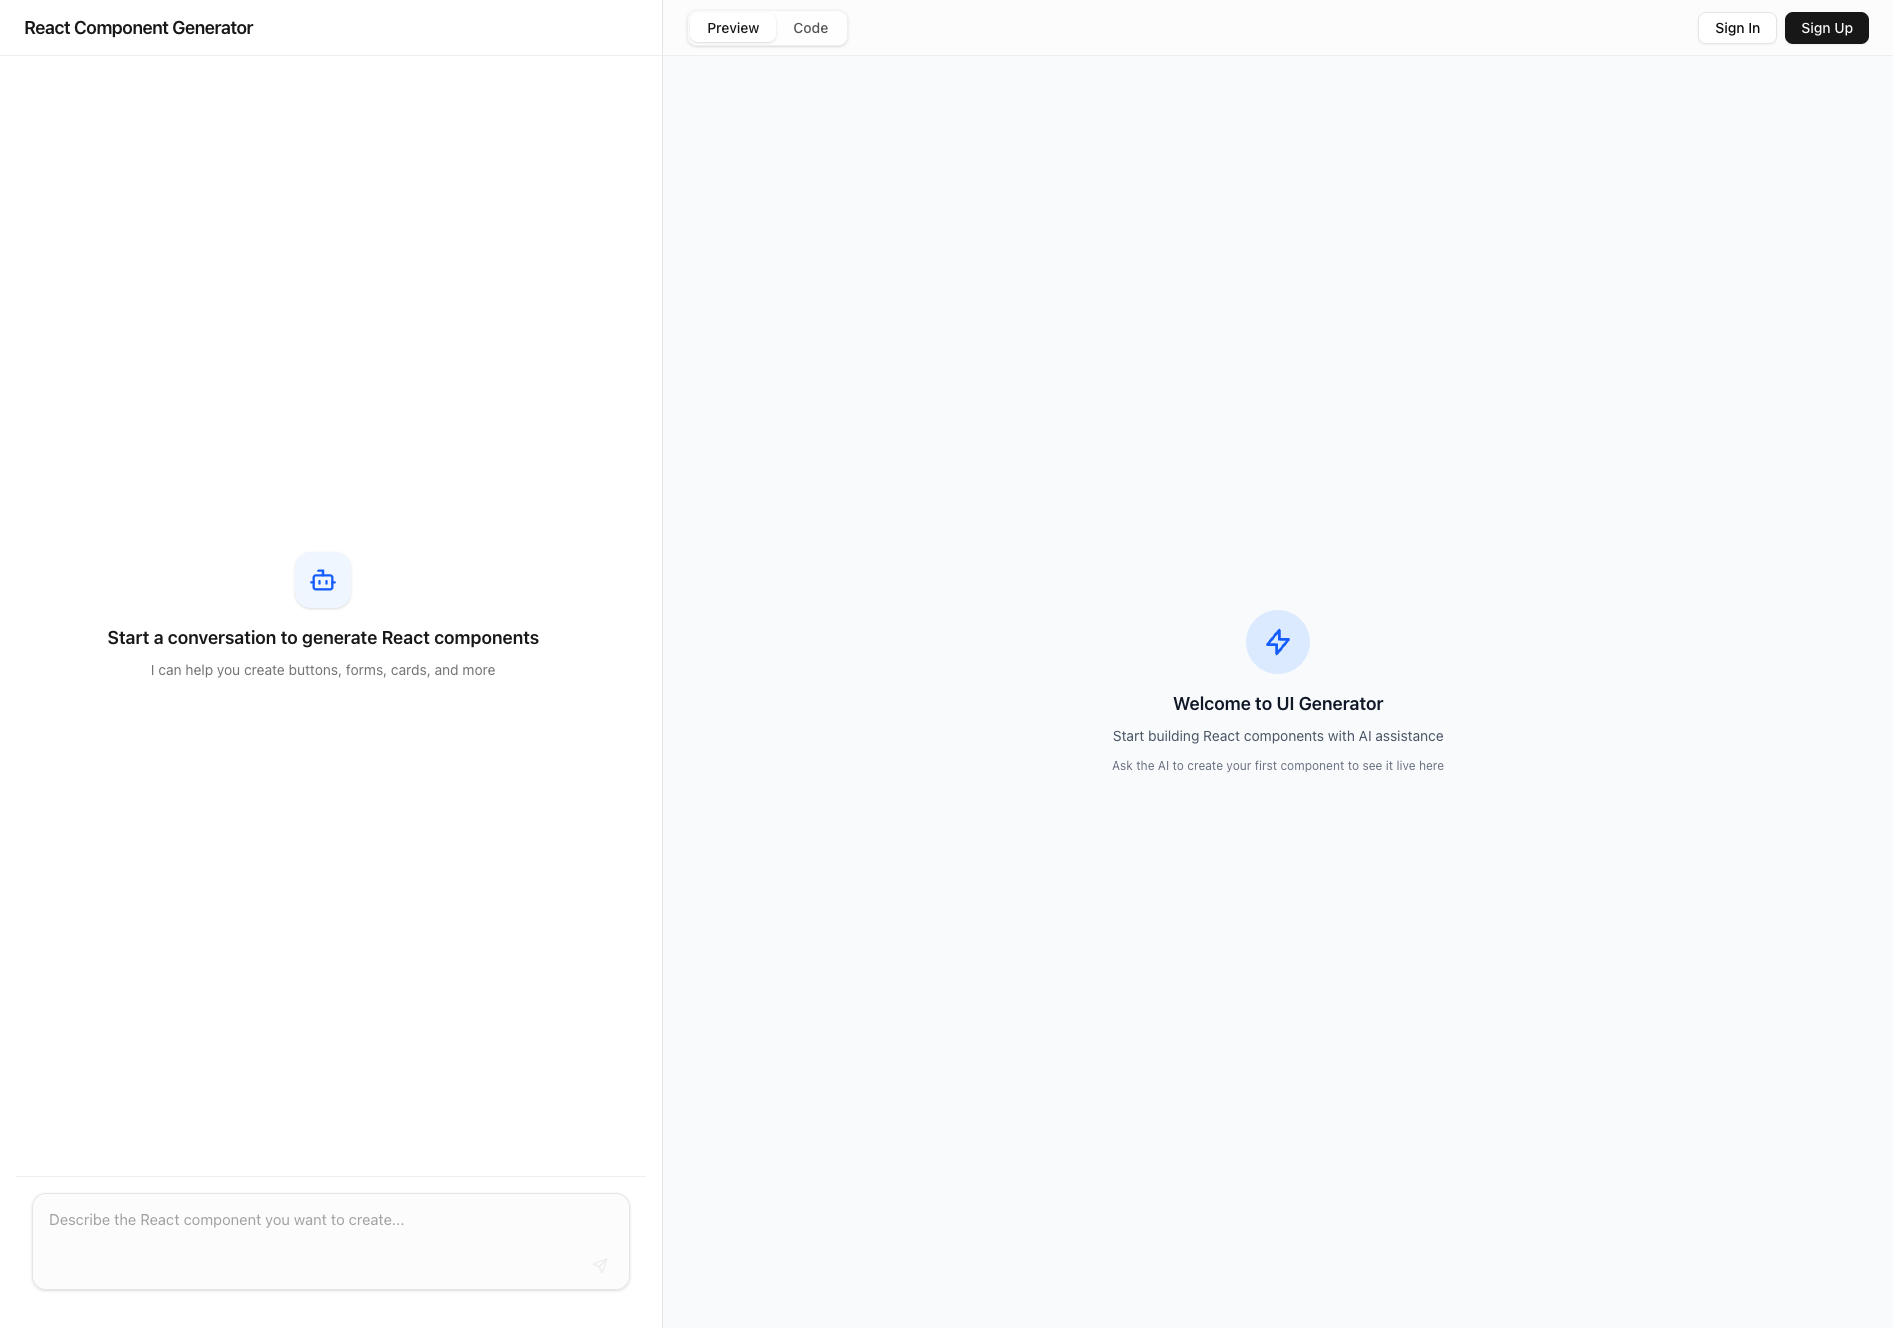 React Component Generator
Preview
Code
Sign In
Sign Up
Start a conversation to generate React components
I can help you create buttons, forms, cards, and more
Welcome to UI Generator
Start building React components with AI assistance
Ask the AI to create your first component to see it live here
Describe the React component you want to create...